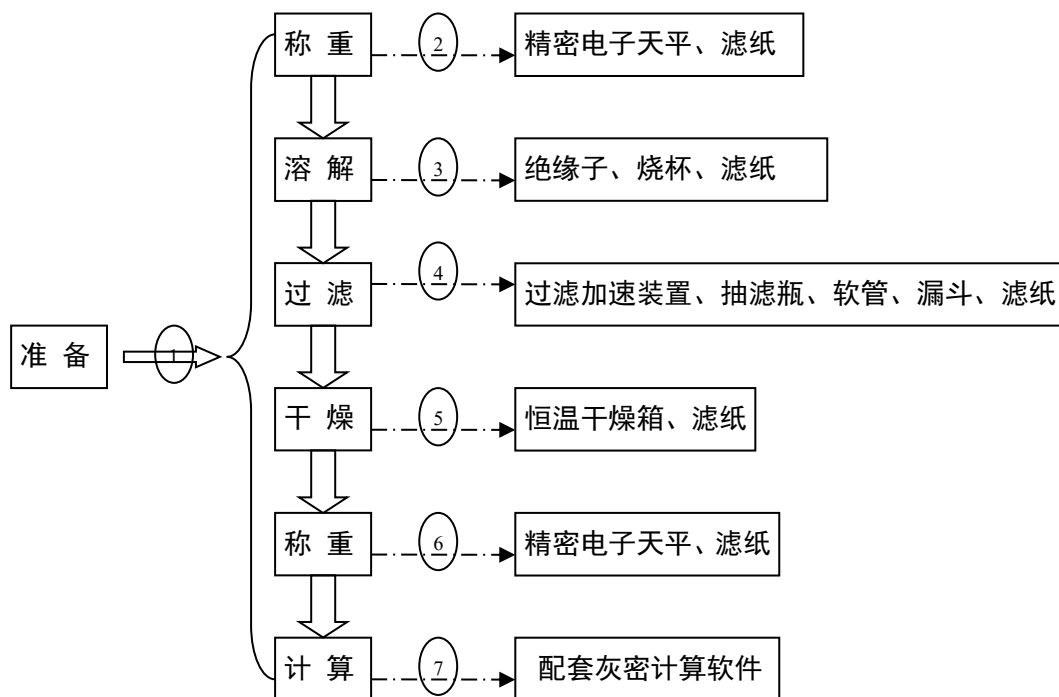 称 重
2
精密电子天平、滤纸
溶 解
3
绝缘子、烧杯、滤纸
过 滤
4
过滤加速装置、抽滤瓶、软管、漏斗、滤纸
准 备
1
干 燥
5
恒温干燥箱、滤纸
称 重
6
精密电子天平、滤纸
计 算
7
配套灰密计算软件